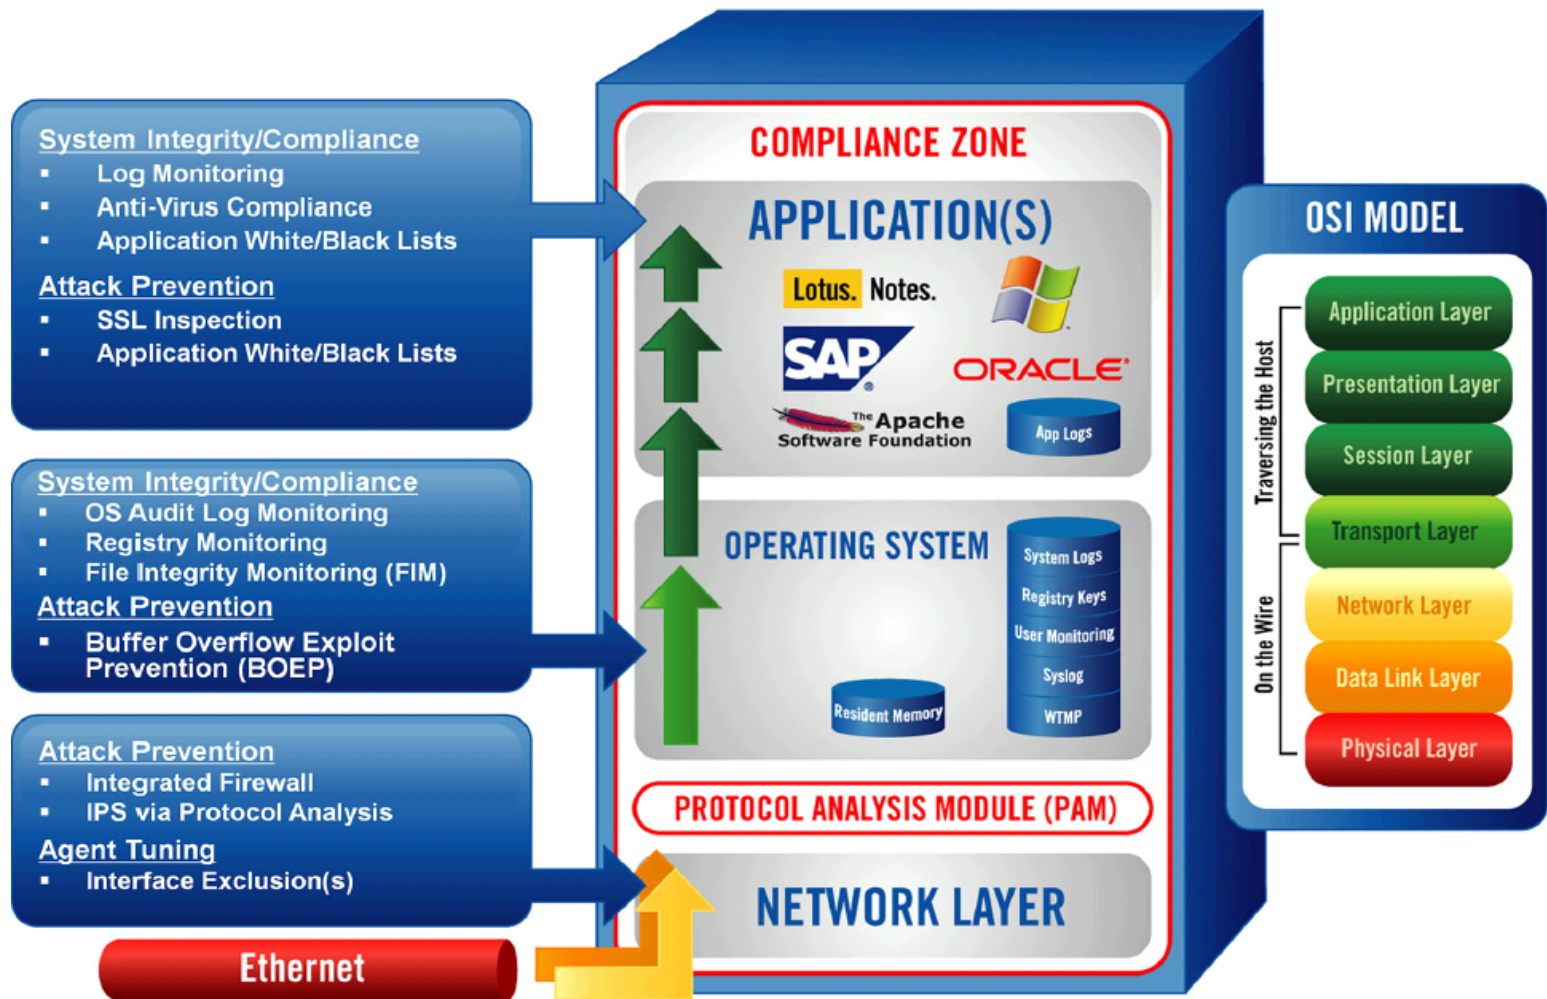 System Integrity/Compliance
▪ Log Monitoring
▪ Anti-Virus Compliance
▪ Application White/Black Lists
Attack Prevention
▪ SSL Inspection
▪ Application White/Black Lists
System Integrity/Compliance
▪ OS Audit Log Monitoring
▪ Registry Monitoring
▪ File Integrity Monitoring (FIM)
Attack Prevention
▪ Buffer Overflow Exploit
Prevention (BOEP)
Attack Prevention
▪ Integrated Firewall
▪ IPS via Protocol Analysis
Agent Tuning
▪ Interface Exclusion(s)
Ethernet
COMPLIANCE ZONE
APPLICATION(S)
Lotus. Notes.
SAP®
ORACLE®
The Apache
Software Foundation
App Logs
OPERATING SYSTEM
System Logs
Registry Keys
User Monitoring
Syslog
WTMP
Resident Memory
PROTOCOL ANALYSIS MODULE (PAM)
NETWORK LAYER
OSI MODEL
Traversing the Host
On the Wire
Application Layer
Presentation Layer
Session Layer
Transport Layer
Network Layer
Data Link Layer
Physical Layer